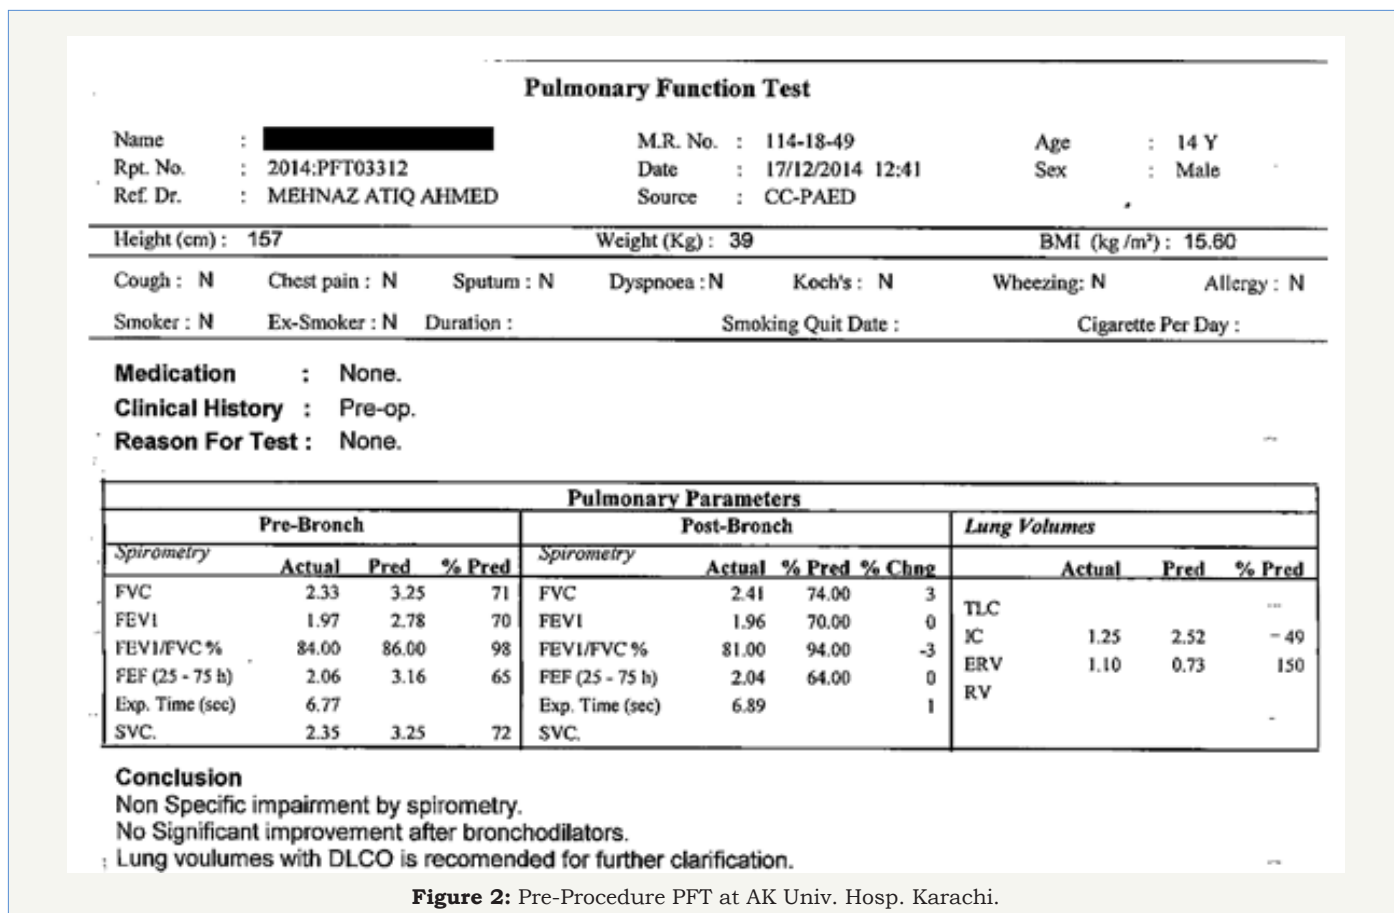 Pulmonary Function Test
Name : M.R. No. : 114-18-49 Age : 14 Y
Rpt. No. : 2014:PFT03312 Date : 17/12/2014 12:41 Sex : Male
Ref. Dr. : MEHNAZ ATIQ AHMED Source : CC-PAED
Height (cm) : 157 Weight (Kg) : 39 BMI (kg/m²) : 15.60
Cough : N Chest pain : N Sputum : N Dyspnoea : N Koch's : N Wheezing: N Allergy : N
Smoker : N Ex-Smoker : N Duration : Smoking Quit Date : Cigarette Per Day :
Medication : None.
Clinical History : Pre-op.
Reason For Test : None.
Pulmonary Parameters
Pre-Bronch Post-Bronch Lung Volumes
Spirometry Actual Pred % Pred Spirometry Actual % Pred % Chng Actual Pred % Pred
FVC 2.33 3.25 71 FVC 2.41 74.00 3 TLC ---
FEV1 1.97 2.78 70 FEV1 1.96 70.00 0 IC 1.25 2.52 - 49
FEV1/FVC % 84.00 86.00 98 FEV1/FVC % 81.00 94.00 -3 ERV 1.10 0.73 150
FEF (25 - 75 h) 2.06 3.16 65 FEF (25 - 75 h) 2.04 64.00 0 RV -
Exp. Time (sec) 6.77 Exp. Time (sec) 6.89 1
SVC. 2.35 3.25 72 SVC.
Conclusion
Non Specific impairment by spirometry.
No Significant improvement after bronchodilators.
Lung voulumes with DLCO is recomended for further clarification.
Figure 2: Pre-Procedure PFT at AK Univ. Hosp. Karachi.